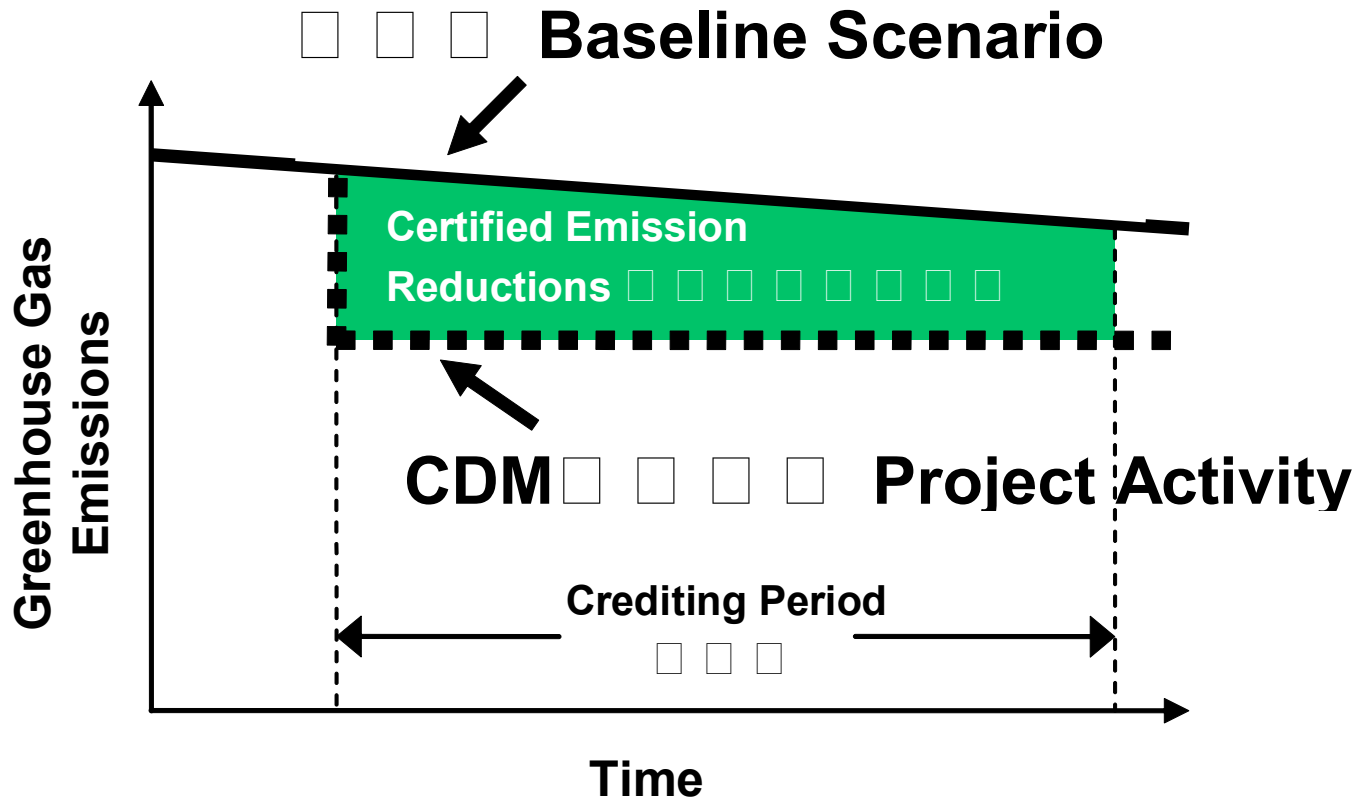 □ □ □ Baseline Scenario
Certified Emission
Reductions □ □ □ □ □ □ □ □
Greenhouse Gas
Emissions
CDM□ □ □ □ Project Activity
Crediting Period
□ □ □
Time